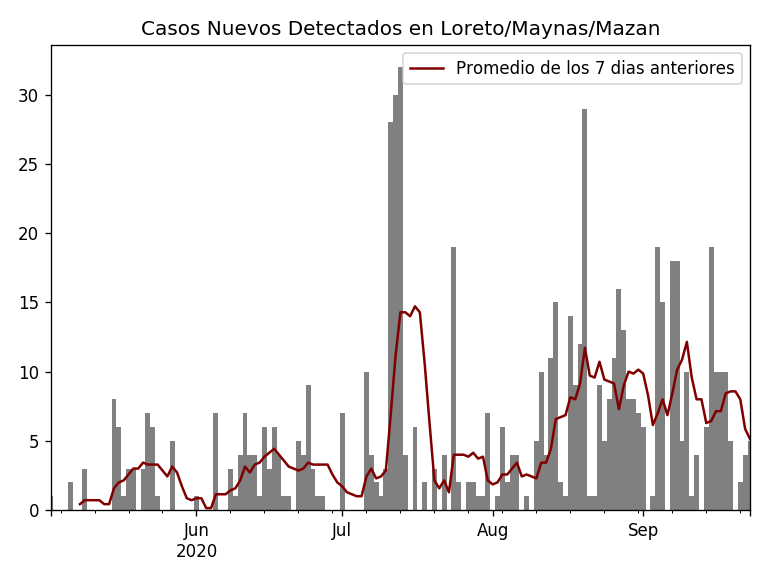 Casos Nuevos Detectados en Loreto/Maynas/Mazan
Promedio de los 7 dias anteriores
30
25
20
15
10
5
0
Jun
2020
Jul
Aug
Sep